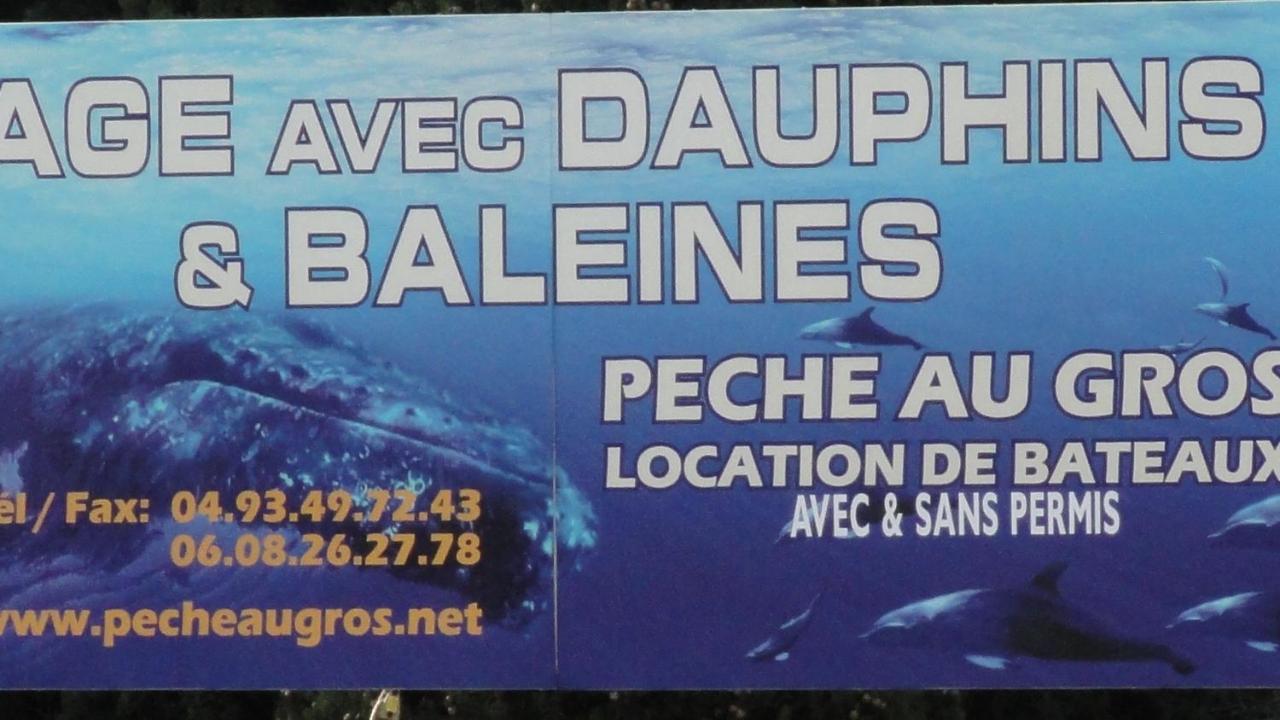 AGE AVEC DAUPHINS
& BALEINES
PECHE AU GROS
LOCATION DE BATEAUX
AVEC & SANS PERMIS
él / Fax: 04.93.49.72.43
06.08.26.27.78
www.pecheaugros.net